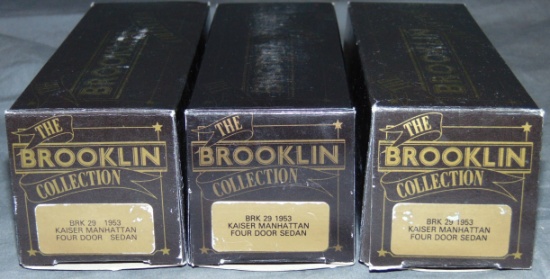 THE
BROOKLIN
COLLECTION
BRK 29 1953
KAISER MANHATTAN
FOUR DOOR SEDAN
THE
BROOKLIN
COLLECTION
BRK 29 1953
KAISER MANHATTAN
FOUR DOOR SEDAN
THE
BROOKLIN
COLLECTION
BRK 29 1953
KAISER MANHATTAN
FOUR DOOR SEDAN